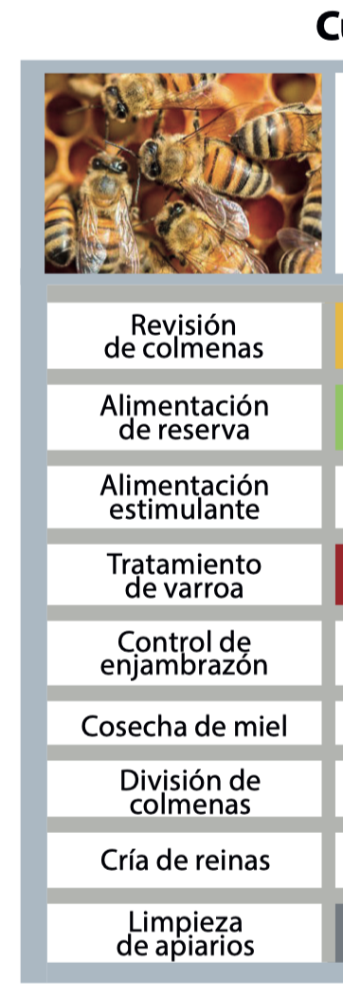 Revisión
de colmenas
Alimentación
de reserva
Alimentación
estimulante
Tratamiento
de varroa
Control de
enjambrazón
Cosecha de miel
División de
colmenas
Cría de reinas
Limpieza
de apiarios